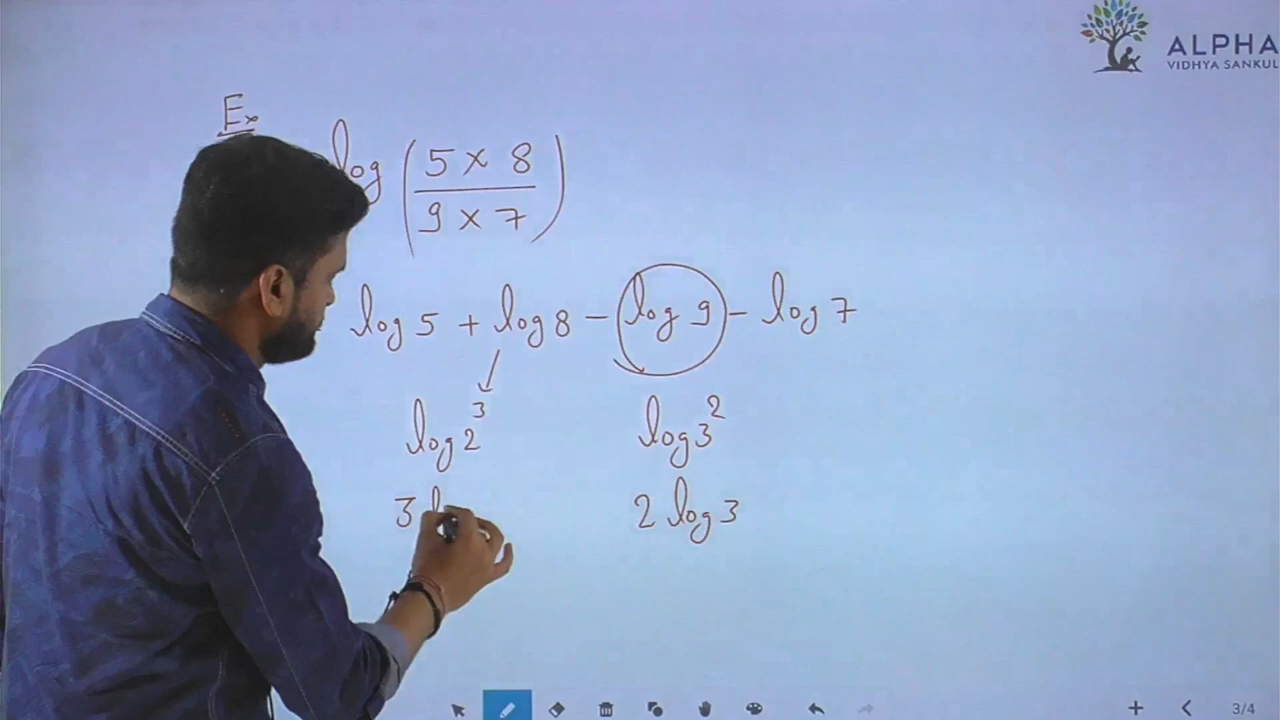 ALPHA
VIDHYA SANKUL
Ex
log (5 × 8 / 9 × 7)
log 5 + log 8 − log 9 − log 7
log 2³ log 3²
3 l 2 log 3
3/4